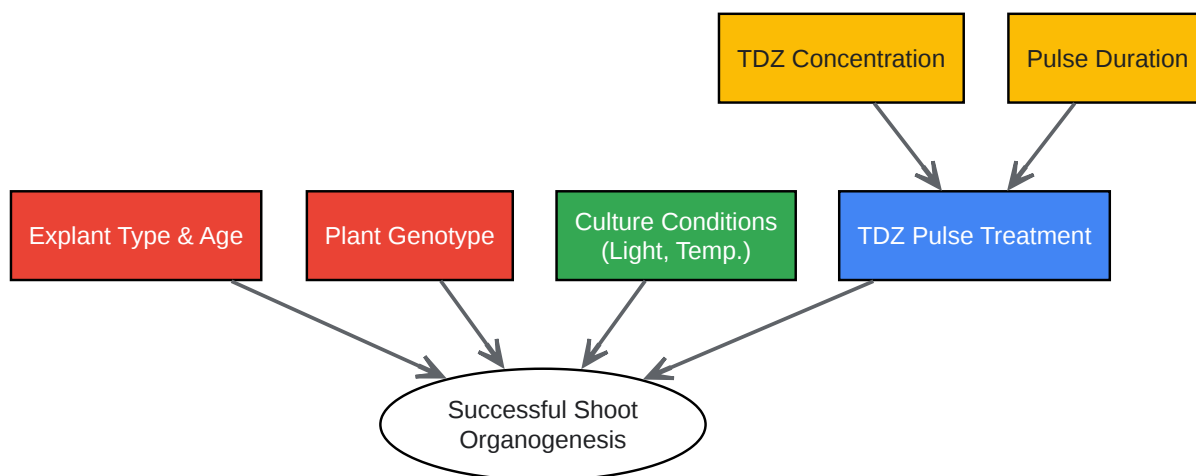 TDZ Concentration
Pulse Duration
Explant Type & Age
Plant Genotype
Culture Conditions
(Light, Temp.)
TDZ Pulse Treatment
Successful Shoot
Organogenesis